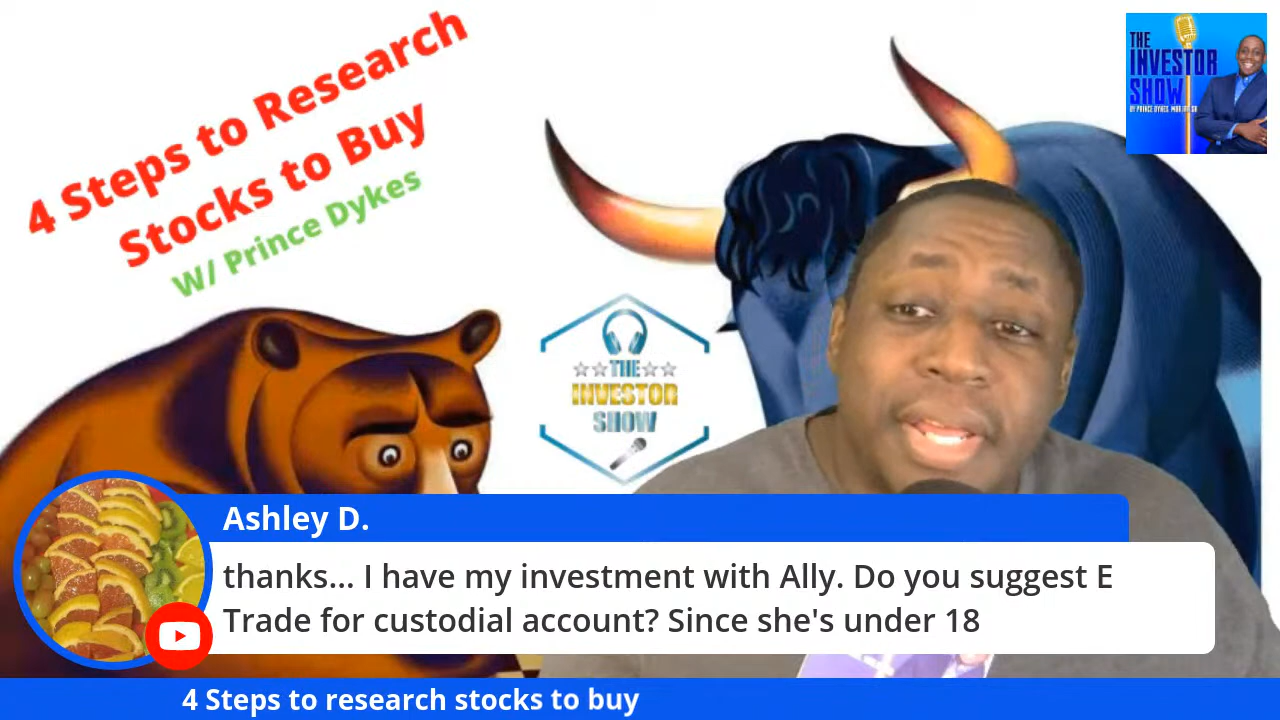 4 Steps to Research
Stocks to Buy
W/ Prince Dykes
THE
INVESTOR
SHOW
THE
INVESTOR
SHOW
Ashley D.
thanks... I have my investment with Ally. Do you suggest E
Trade for custodial account? Since she's under 18
4 Steps to research stocks to buy